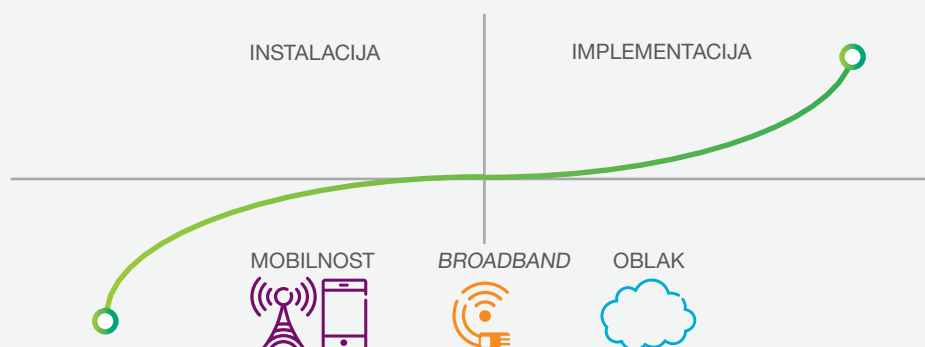 INSTALACIJA
IMPLEMENTACIJA
MOBILNOST
BROADBAND
OBLAK